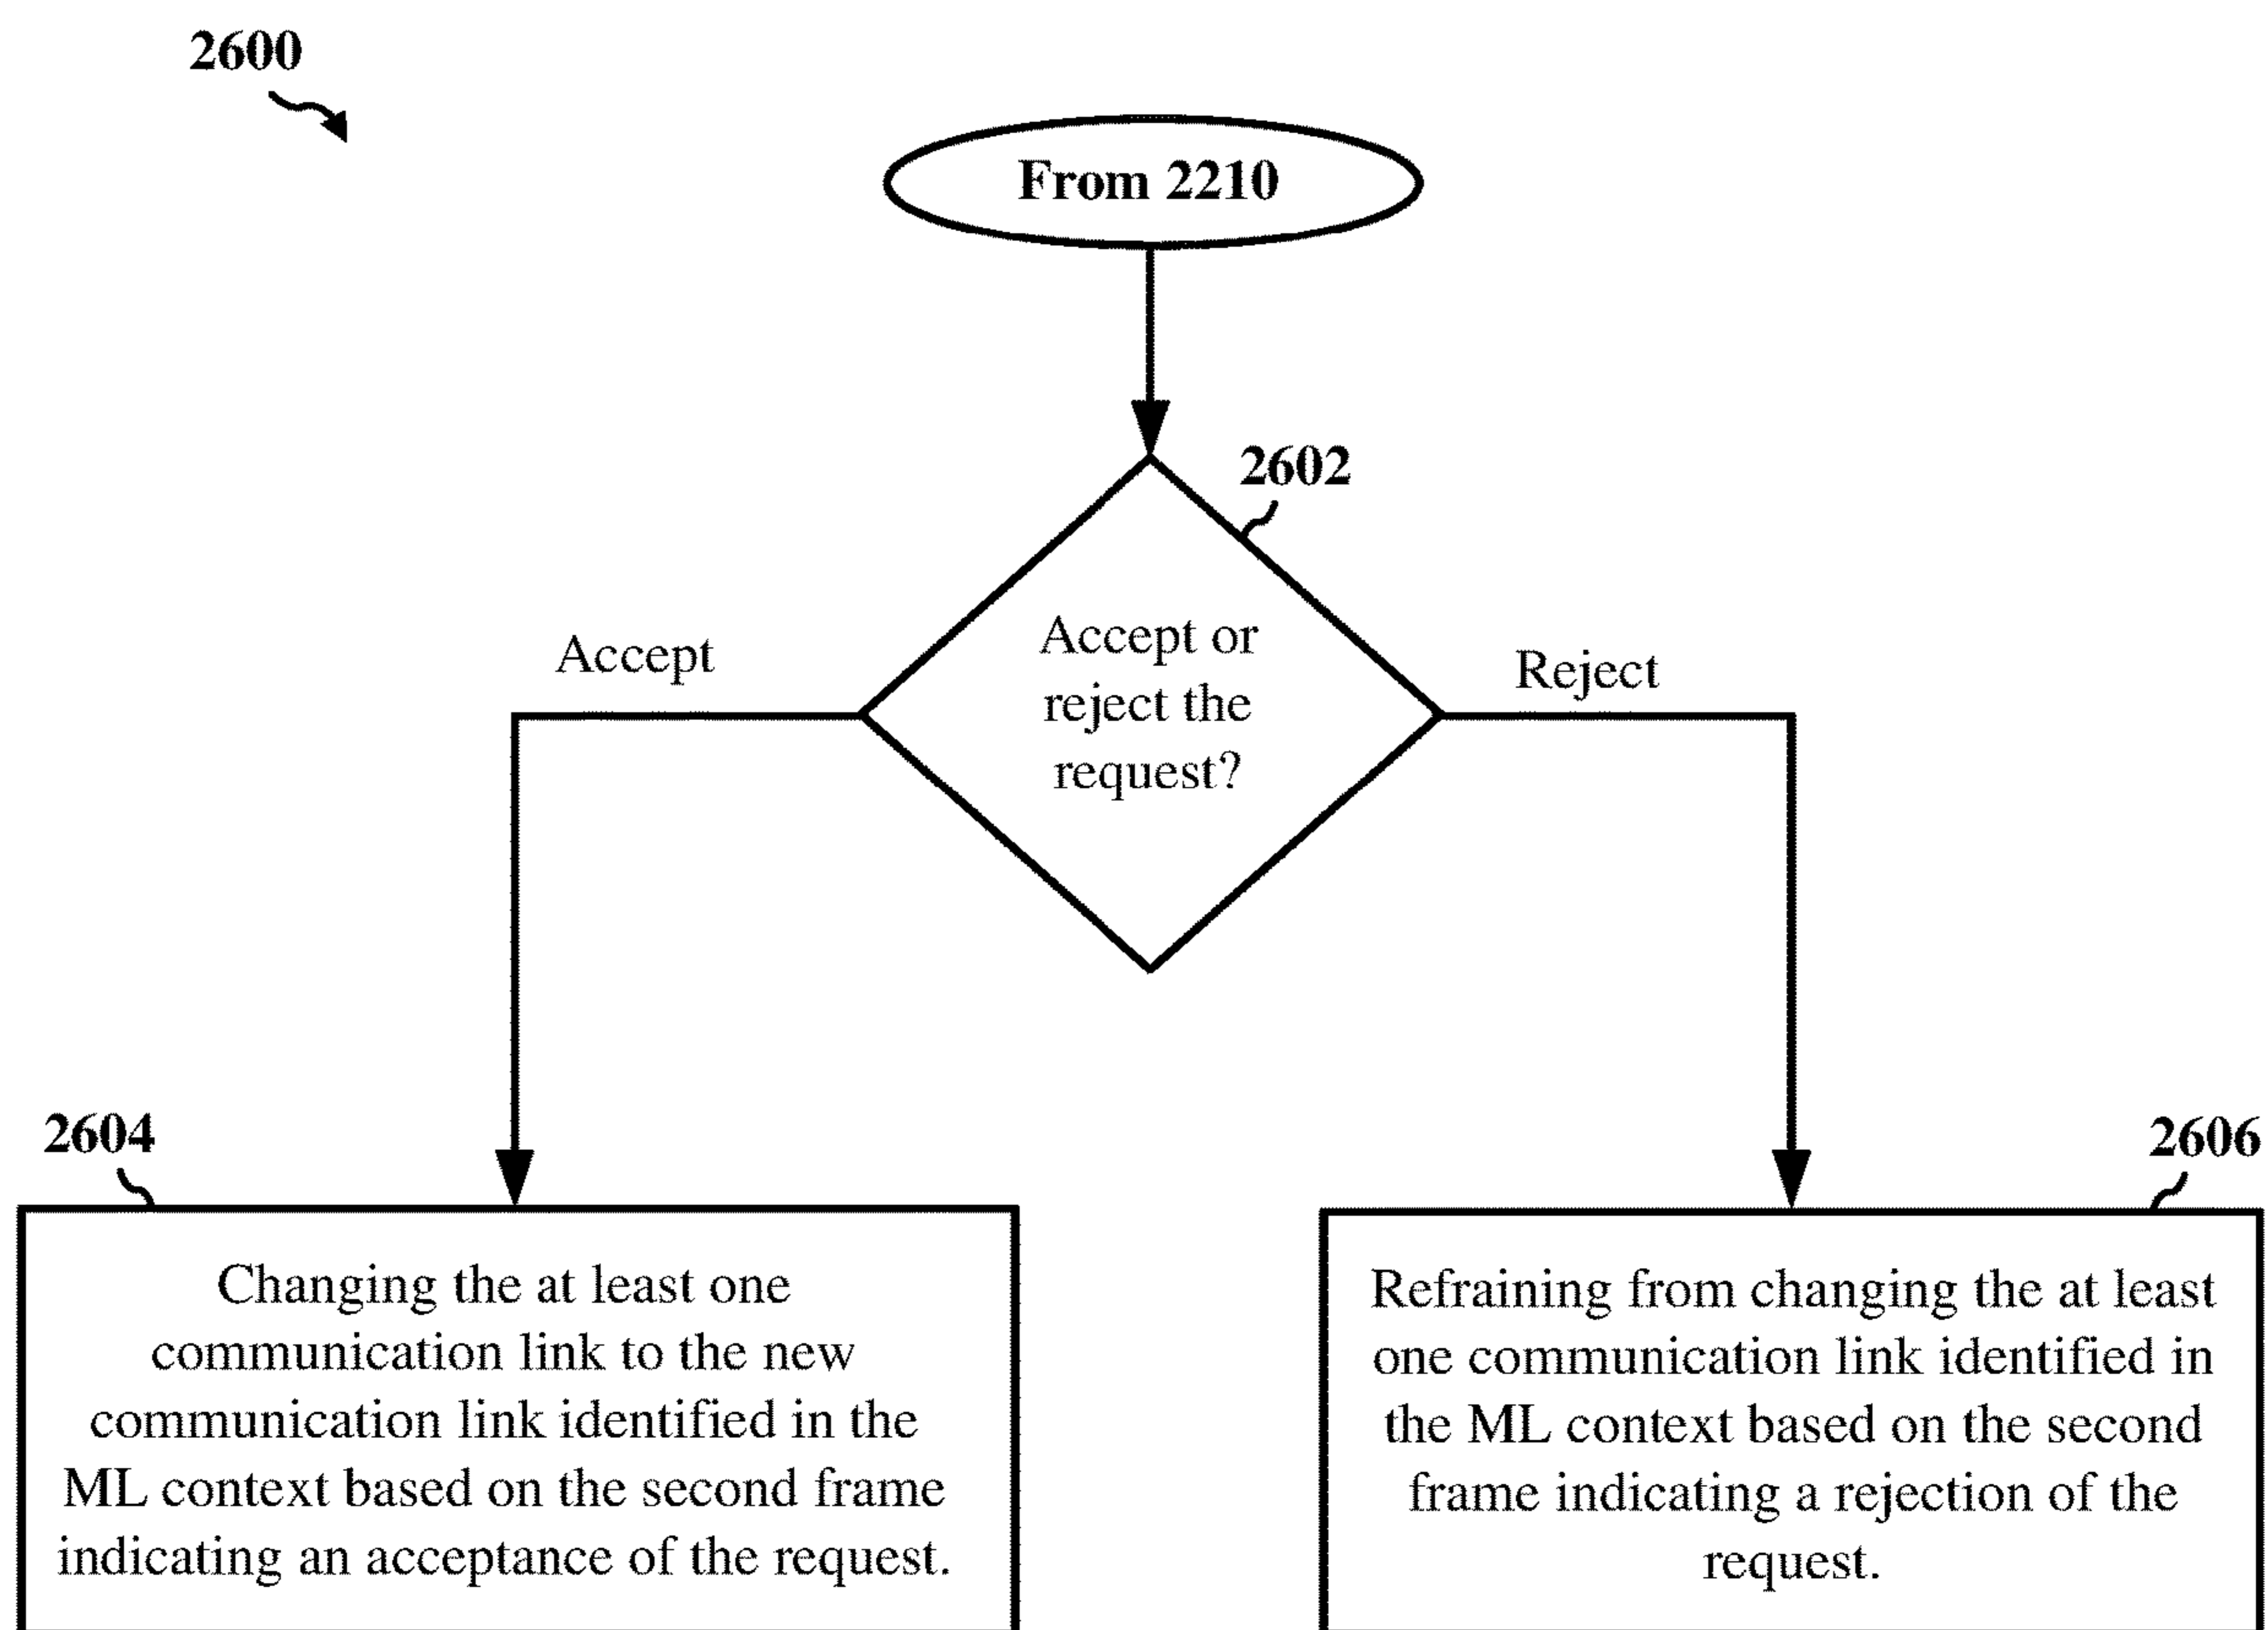 2600
From 2210
2602
Accept or
reject the
request?
Accept
Reject
2604
2606
Changing the at least one
communication link to the new
communication link identified in the
ML context based on the second frame
indicating an acceptance of the request.
Refraining from changing the at least
one communication link identified in
the ML context based on the second
frame indicating a rejection of the
request.